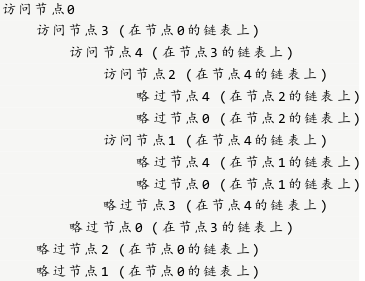 访问节点0
访问节点3 (在节点0的链表上)
访问节点4 (在节点3的链表上)
访问节点2 (在节点4的链表上)
略过节点4 (在节点2的链表上)
略过节点0 (在节点2的链表上)
访问节点1 (在节点4的链表上)
略过节点4 (在节点1的链表上)
略过节点0 (在节点1的链表上)
略过节点3 (在节点4的链表上)
略过节点0 (在节点3的链表上)
略过节点2 (在节点0的链表上)
略过节点1 (在节点0的链表上)